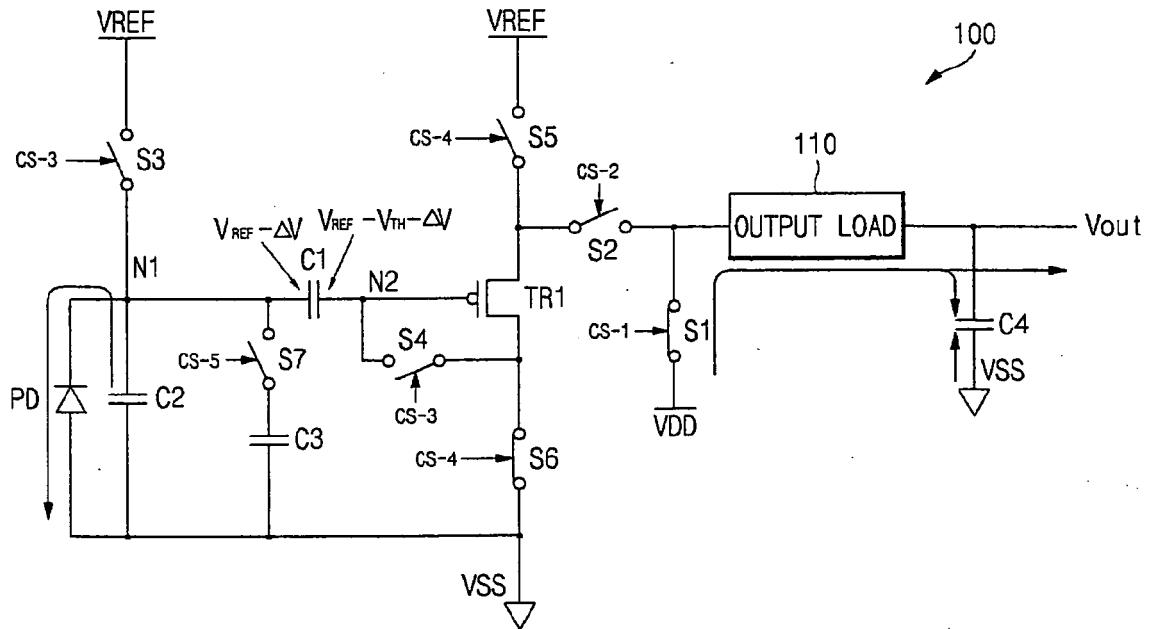 VREF
VREF
100
CS-3
S3
CS-4
S5
110
CS-2
OUTPUT LOAD
Vout
S2
VREF-ΔV
VREF-VTH-ΔV
C1
N1
N2
TR1
CS-5
S7
S4
CS-1
S1
C4
VSS
PD
C2
CS-3
VDD
C3
CS-4
S6
VSS